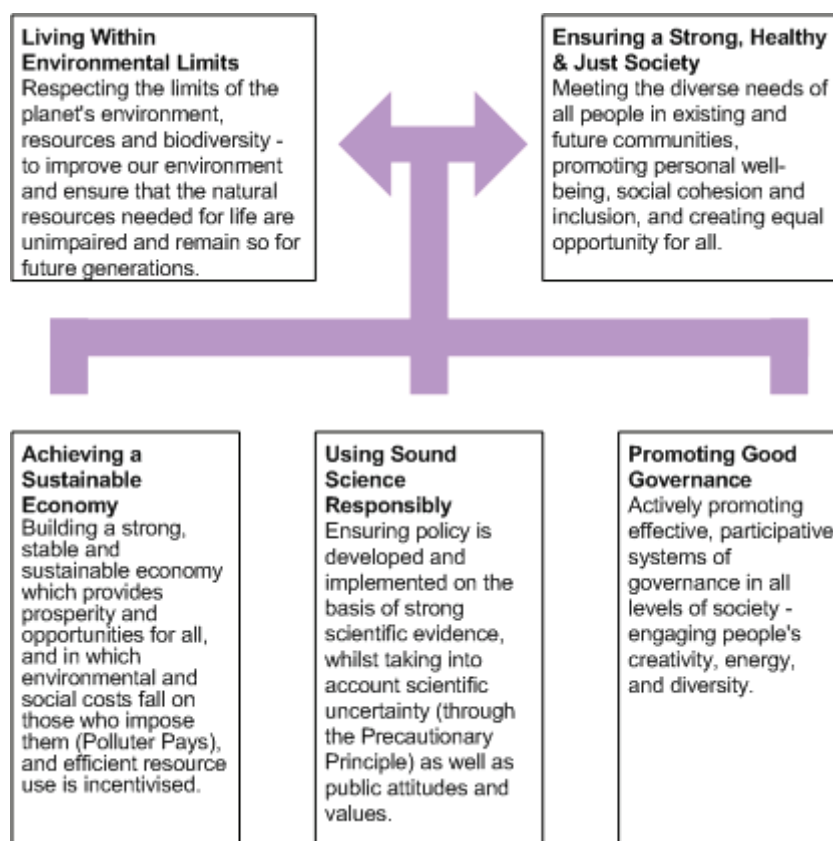 Living Within
Environmental Limits
Respecting the limits of the
planet's environment,
resources and biodiversity -
to improve our environment
and ensure that the natural
resources needed for life are
unimpaired and remain so for
future generations.
Ensuring a Strong, Healthy
& Just Society
Meeting the diverse needs of
all people in existing and
future communities,
promoting personal well-
being, social cohesion and
inclusion, and creating equal
opportunity for all.
Achieving a
Sustainable
Economy
Building a strong,
stable and
sustainable economy
which provides
prosperity and
opportunities for all,
and in which
environmental and
social costs fall on
those who impose
them (Polluter Pays),
and efficient resource
use is incentivised.
Using Sound
Science
Responsibly
Ensuring policy is
developed and
implemented on the
basis of strong
scientific evidence,
whilst taking into
account scientific
uncertainty (through
the Precautionary
Principle) as well as
public attitudes and
values.
Promoting Good
Governance
Actively promoting
effective, participative
systems of
governance in all
levels of society -
engaging people's
creativity, energy,
and diversity.